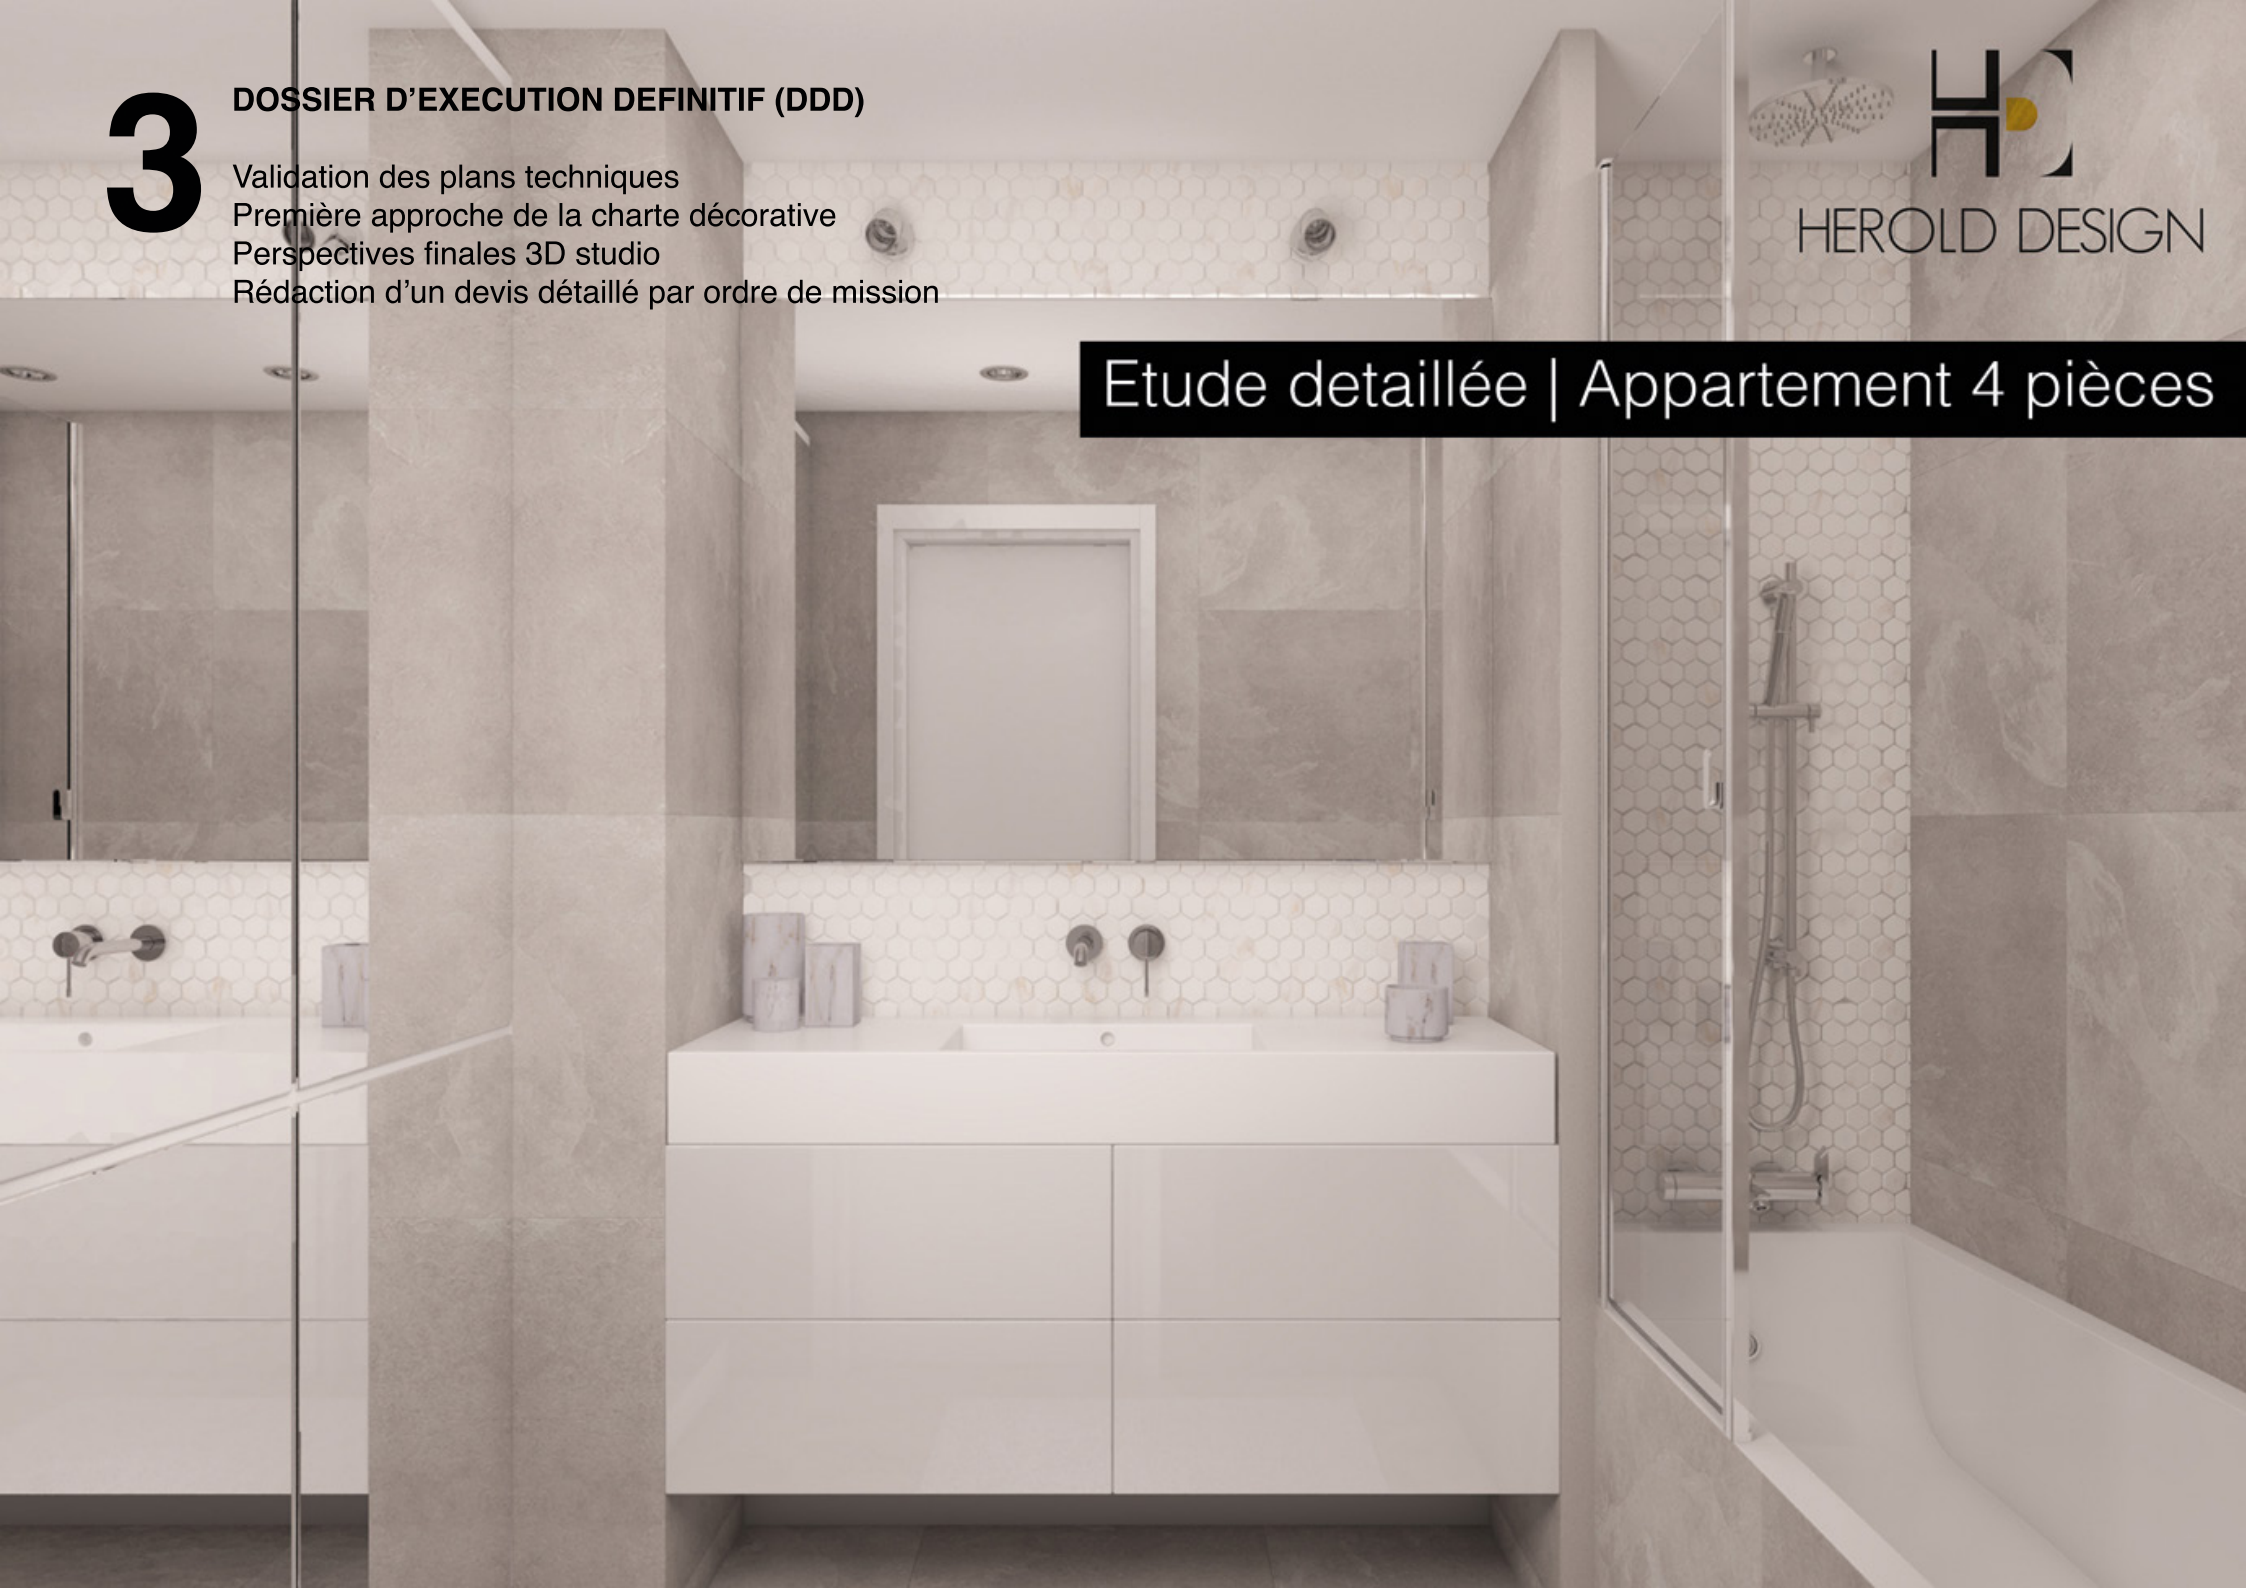 3
DOSSIER D’EXECUTION DEFINITIF (DDD)
Validation des plans techniques
Première approche de la charte décorative
Perspectives finales 3D studio
Rédaction d’un devis détaillé par ordre de mission
HEROLD DESIGN
Etude detaillée | Appartement 4 pièces